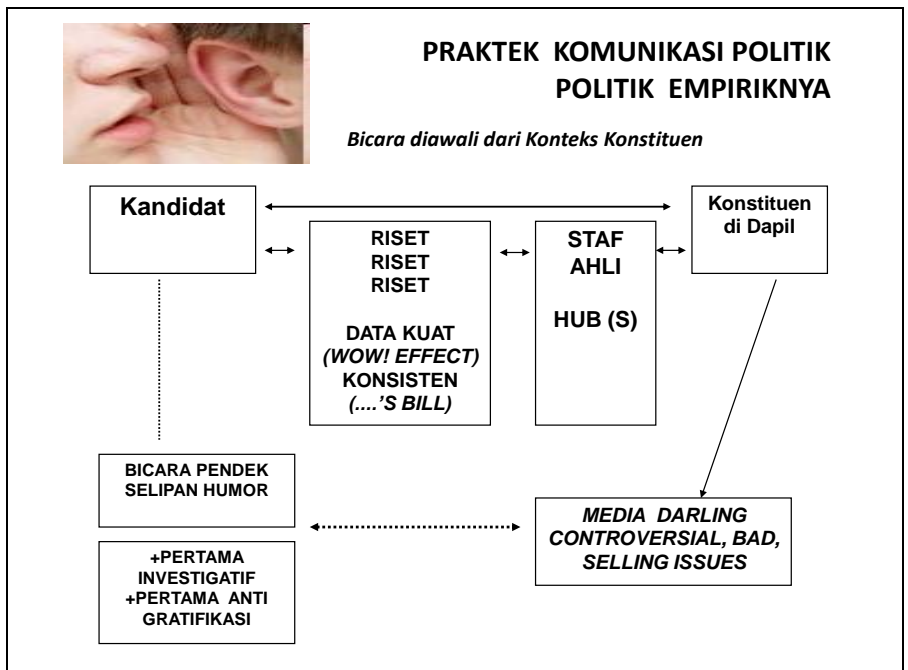 PRAKTEK KOMUNIKASI POLITIK
POLITIK EMPIRIKNYA
Bicara diawali dari Konteks Konstituen
Kandidat
RISET
RISET
RISET
DATA KUAT
(WOW! EFFECT)
KONSISTEN
(....'S BILL)
STAF
AHLI
HUB (S)
Konstituen
di Dapil
BICARA PENDEK
SELIPAN HUMOR
+PERTAMA
INVESTIGATIF
+PERTAMA ANTI
GRATIFIKASI
MEDIA DARLING
CONTROVERSIAL, BAD,
SELLING ISSUES